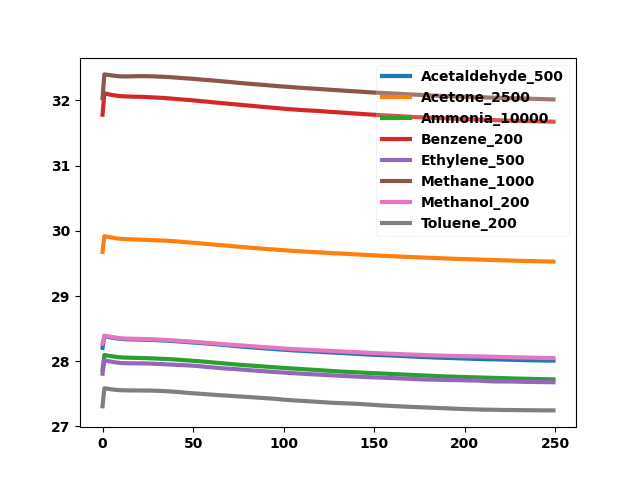 32
31
30
29
28
27
0 50 100 150 200 250
Acetaldehyde_500
Acetone_2500
Ammonia_10000
Benzene_200
Ethylene_500
Methane_1000
Methanol_200
Toluene_200